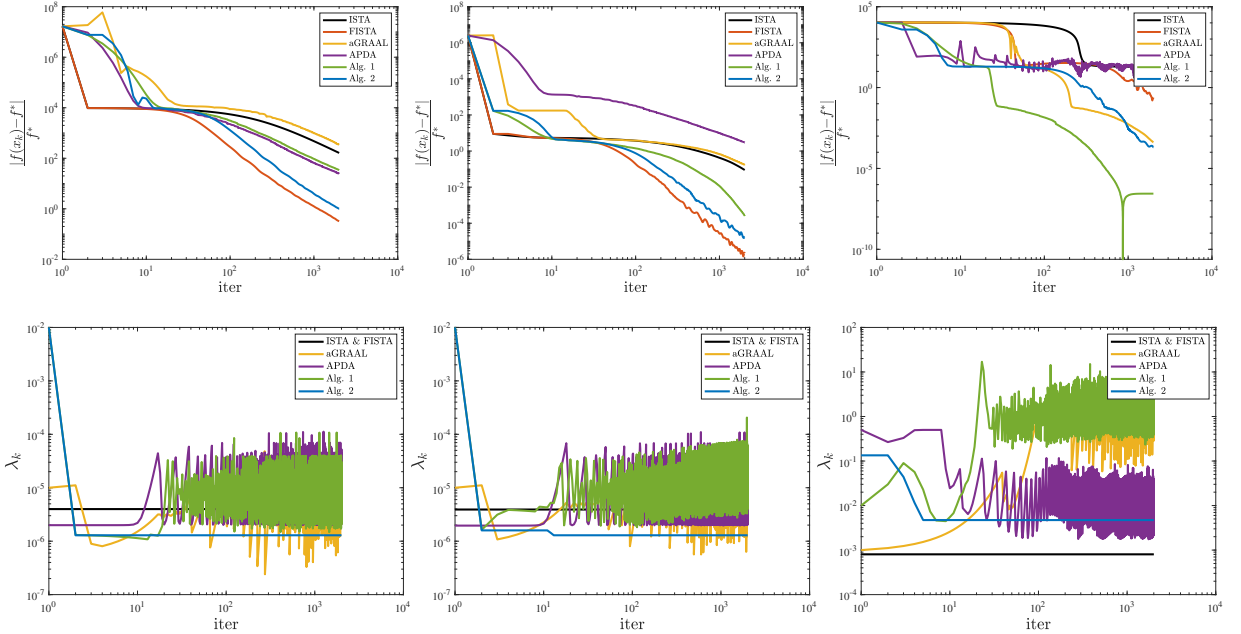 10^8
10^6
10^4
10^2
10^0
10^-2
10^0
10^1
10^2
10^3
10^4
iter
|f(x_k)−f*|
f*
ISTA
FISTA
aGRAAL
APDA
Alg. 1
Alg. 2
10^8
10^6
10^4
10^2
10^0
10^-2
10^-4
10^-6
10^0
10^1
10^2
10^3
10^4
iter
|f(x_k)−f*|
f*
ISTA
FISTA
aGRAAL
APDA
Alg. 1
Alg. 2
10^5
10^0
10^-5
10^-10
10^0
10^1
10^2
10^3
10^4
iter
|f(x_k)−f*|
f*
ISTA
FISTA
aGRAAL
APDA
Alg. 1
Alg. 2
10^-2
10^-3
10^-4
10^-5
10^-6
10^-7
10^0
10^1
10^2
10^3
10^4
iter
λ_k
ISTA & FISTA
aGRAAL
APDA
Alg. 1
Alg. 2
10^-2
10^-3
10^-4
10^-5
10^-6
10^-7
10^0
10^1
10^2
10^3
10^4
iter
λ_k
ISTA & FISTA
aGRAAL
APDA
Alg. 1
Alg. 2
10^2
10^1
10^0
10^-1
10^-2
10^-3
10^-4
10^0
10^1
10^2
10^3
10^4
iter
λ_k
ISTA & FISTA
aGRAAL
APDA
Alg. 1
Alg. 2